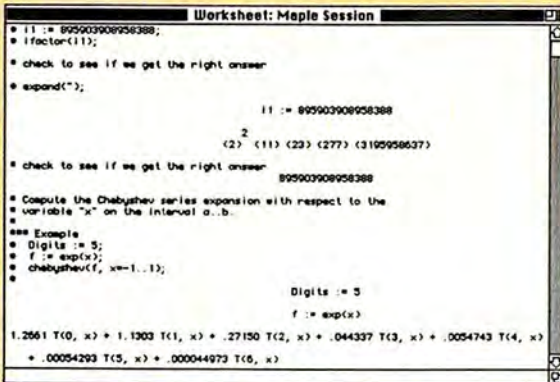 Worksheet: Maple Session
• i1 := 895903908958388;
• ifactor(i1);
# check to see if we get the right answer
• expand(");
i1 := 895903908958388
2
(2) (11) (23) (277) (3195958637)
# check to see if we get the right answer
895903908958388
# Compute the Chebyshev series expansion with respect to the
# variable "x" on the interval a..b.
#
### Example
• Digits := 5;
• f := exp(x);
• chebyshev(f, x=-1..1);
•
Digits := 5
f := exp(x)
1.2661 T(0, x) + 1.1303 T(1, x) + .27150 T(2, x) + .044337 T(3, x) + .0054743 T(4, x)
+ .00054293 T(5, x) + .000044973 T(6, x)